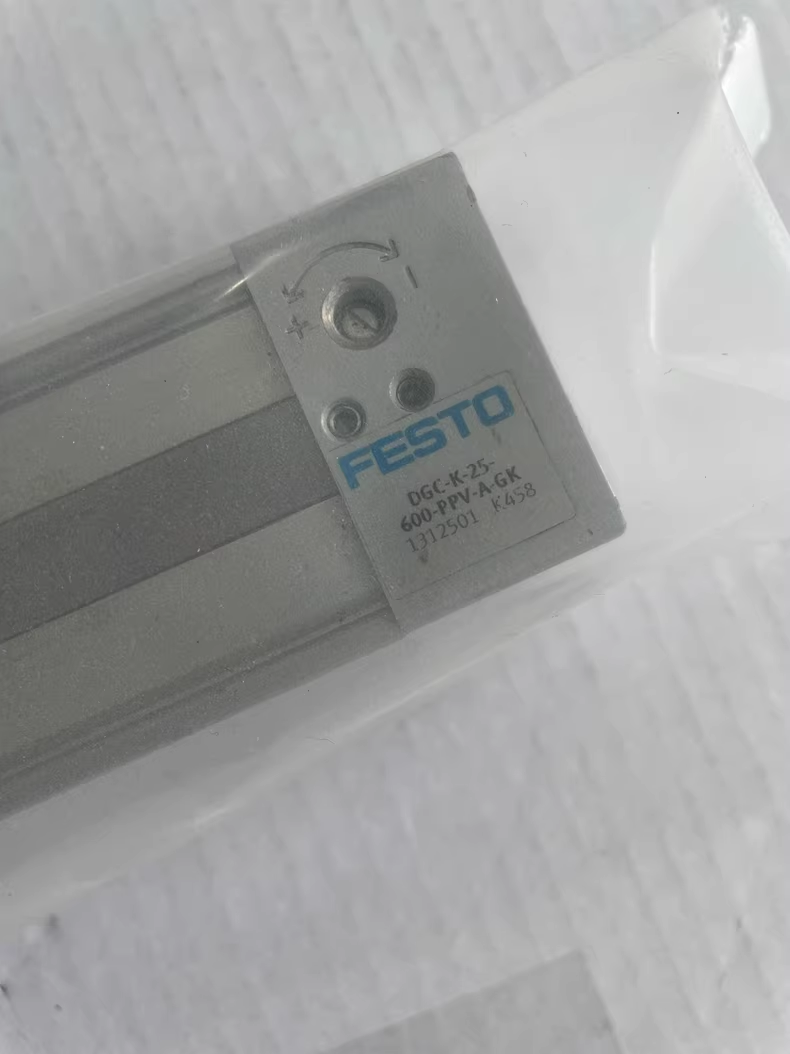 + -
FESTO
DGC-K-25-
600-PPV-A-GK
1312501 K458